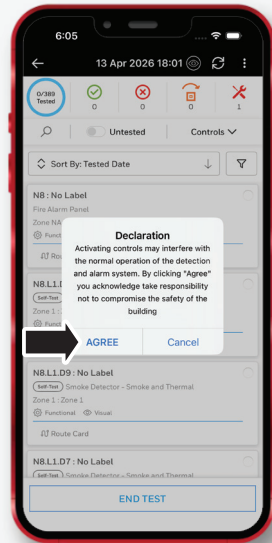 6:05
13 Apr 2026 18:01
0/389
Tested
0
0
0
1
Untested
Controls
Sort By: Tested Date
N8 : No Label
Fire Alarm Panel
Zone NA
Funct
Rou
Declaration
Activating controls may interfere with
the normal operation of the detection
and alarm system. By clicking "Agree"
you acknowledge take responsibility
not to compromise the safety of the
building
AGREE
Cancel
N8.L1.D
Self-Test
Zone 1 :
Funct
N8.L1.D9 : No Label
Self-Test Smoke Detector - Smoke and Thermal
Zone 1 : Zone 1
Functional Visual
Route Card
N8.L1.D7 : No Label
Self-Test Smoke Detector - Smoke and Thermal
END TEST